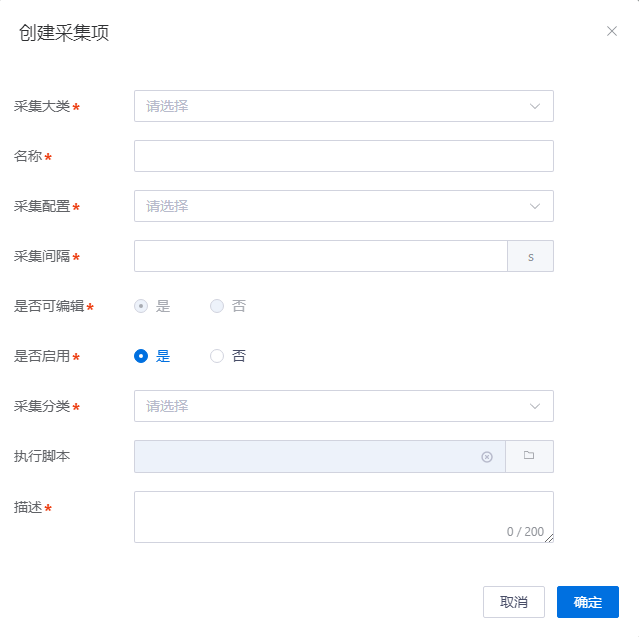 创建采集项
采集大类* 请选择
名称*
采集配置* 请选择
采集间隔* s
是否可编辑* 是 否
是否启用* 是 否
采集分类* 请选择
执行脚本
描述*
0 / 200
取消 确定